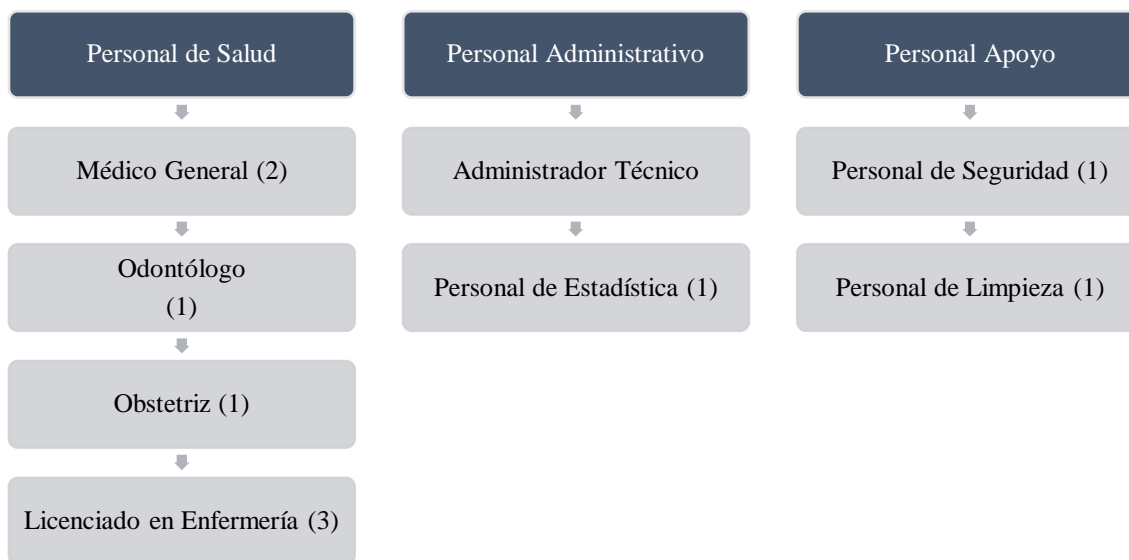 Personal de Salud
Médico General (2)
Odontólogo
(1)
Obstetriz (1)
Licenciado en Enfermería (3)
Personal Administrativo
Administrador Técnico
Personal de Estadística (1)
Personal Apoyo
Personal de Seguridad (1)
Personal de Limpieza (1)